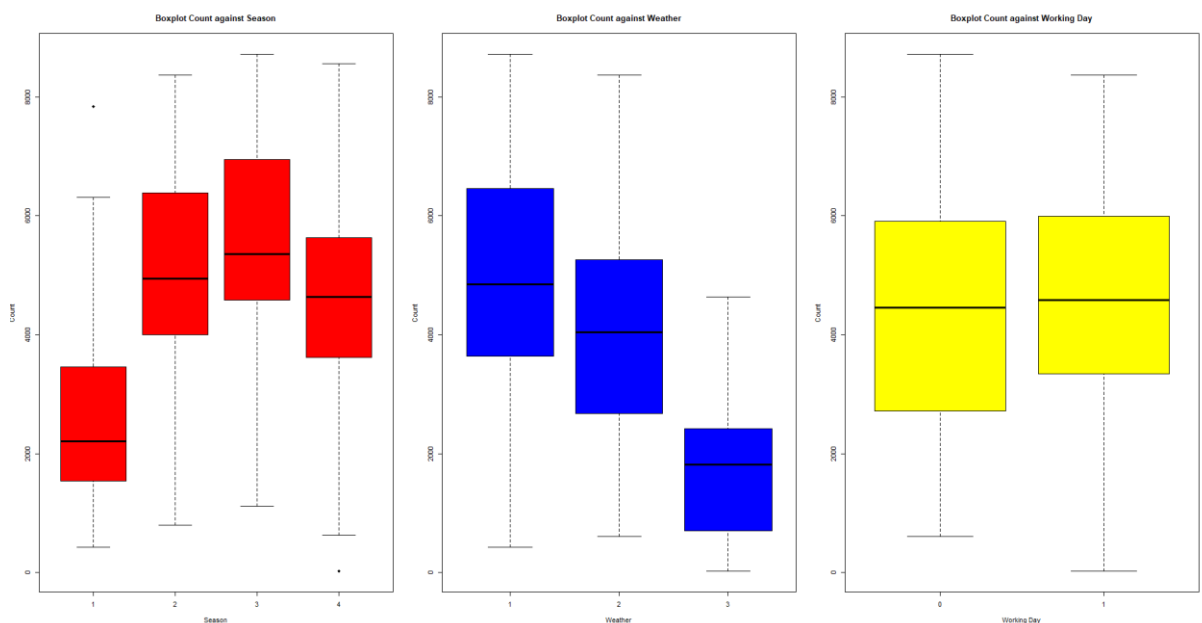 Boxplot Count against Season
Count
8000
6000
4000
2000
0
1 2 3 4
Season
Boxplot Count against Weather
Count
8000
6000
4000
2000
0
1 2 3
Weather
Boxplot Count against Working Day
Count
8000
6000
4000
2000
0
0 1
Working Day